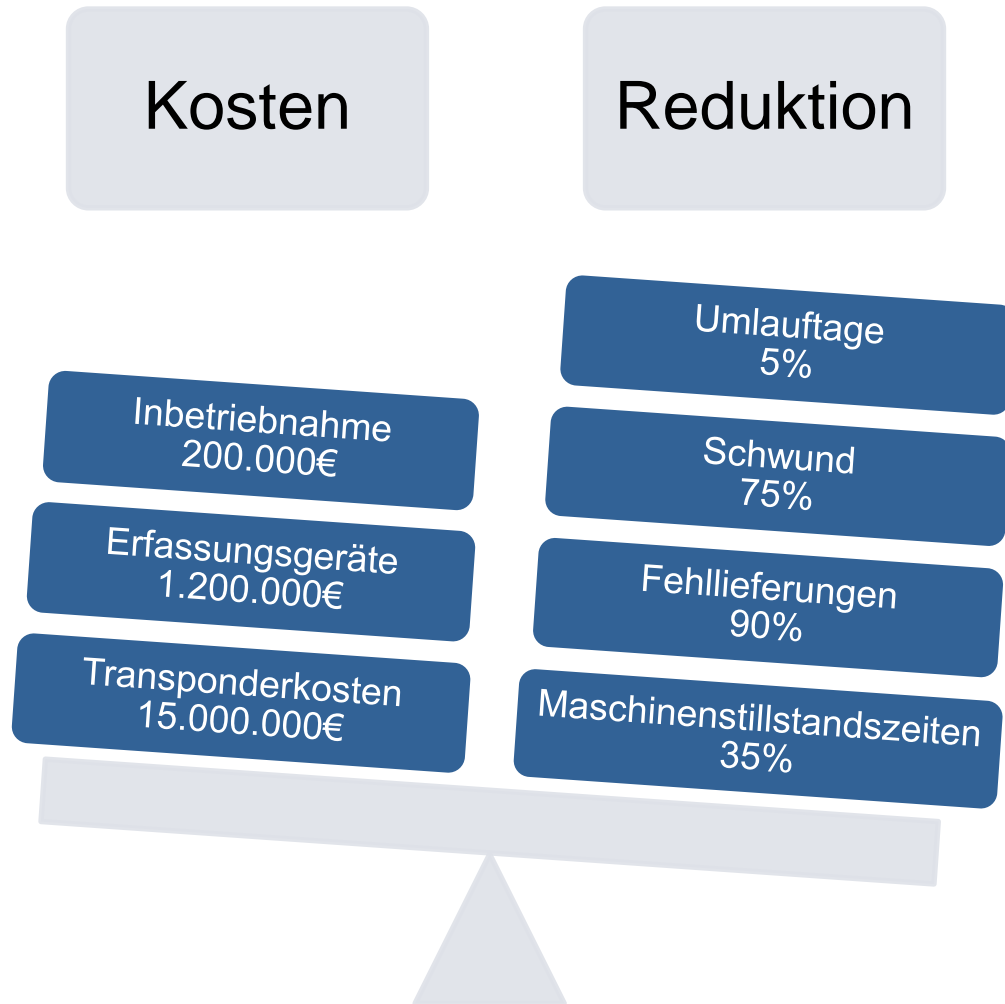 Kosten
Reduktion
Inbetriebnahme
200.000€
Erfassungsgeräte
1.200.000€
Transponderkosten
15.000.000€
Umlauftage
5%
Schwund
75%
Fehllieferungen
90%
Maschinenstillstandszeiten
35%